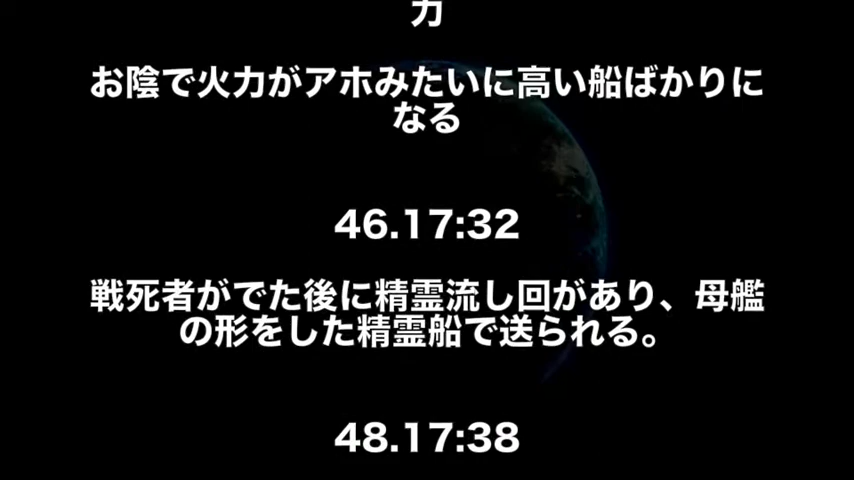 力
お陰で火力がアホみたいに高い船ばかりに
なる
46.17:32
戦死者がでた後に精霊流し回があり、母艦
の形をした精霊船で送られる。
48.17:38